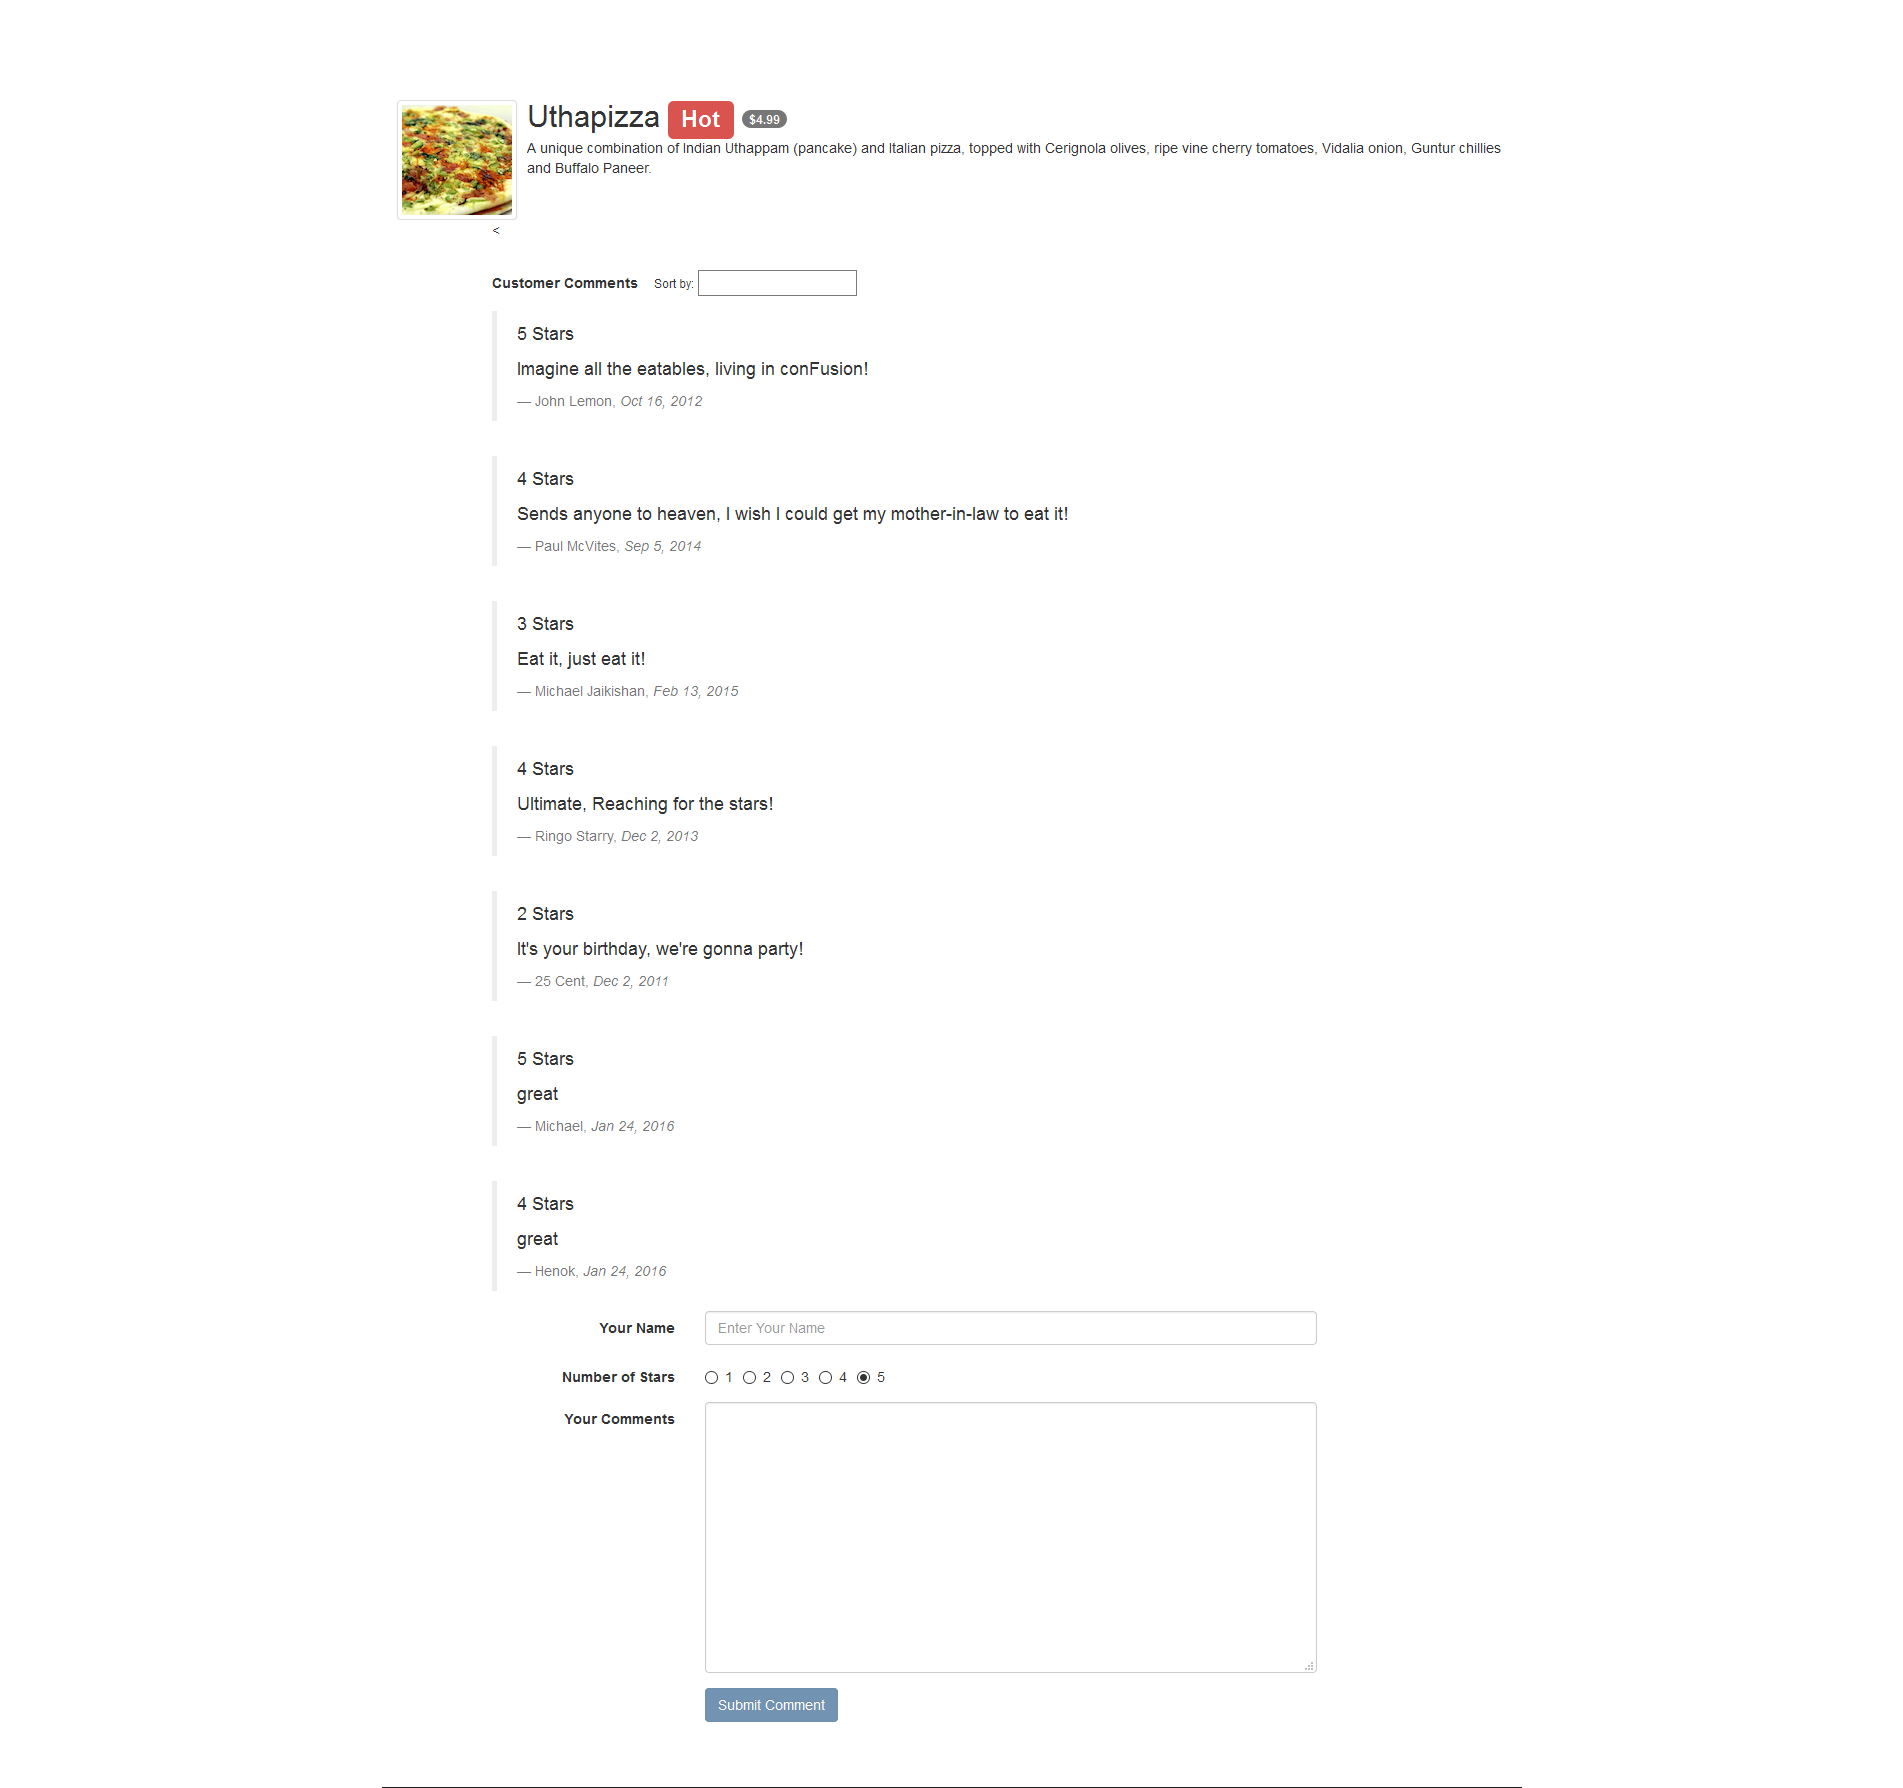 Uthapizza Hot $4.99
A unique combination of Indian Uthappam (pancake) and Italian pizza, topped with Cerignola olives, ripe vine cherry tomatoes, Vidalia onion, Guntur chillies
and Buffalo Paneer.
<
Customer Comments Sort by:
5 Stars
Imagine all the eatables, living in conFusion!
— John Lemon, Oct 16, 2012
4 Stars
Sends anyone to heaven, I wish I could get my mother-in-law to eat it!
— Paul McVites, Sep 5, 2014
3 Stars
Eat it, just eat it!
— Michael Jaikishan, Feb 13, 2015
4 Stars
Ultimate, Reaching for the stars!
— Ringo Starry, Dec 2, 2013
2 Stars
It's your birthday, we're gonna party!
— 25 Cent, Dec 2, 2011
5 Stars
great
— Michael, Jan 24, 2016
4 Stars
great
— Henok, Jan 24, 2016
Your Name Enter Your Name
Number of Stars 1 2 3 4 5
Your Comments
Submit Comment